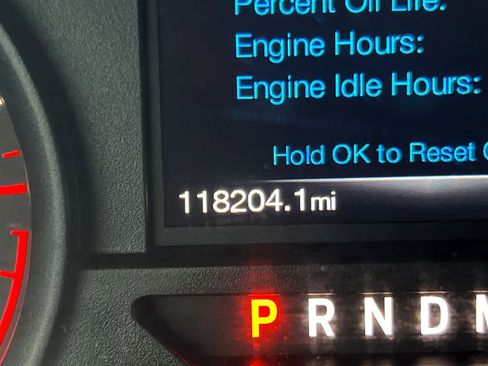 Percent Oil Life:
Engine Hours:
Engine Idle Hours:
Hold OK to Reset
118204.1mi
P R N D M